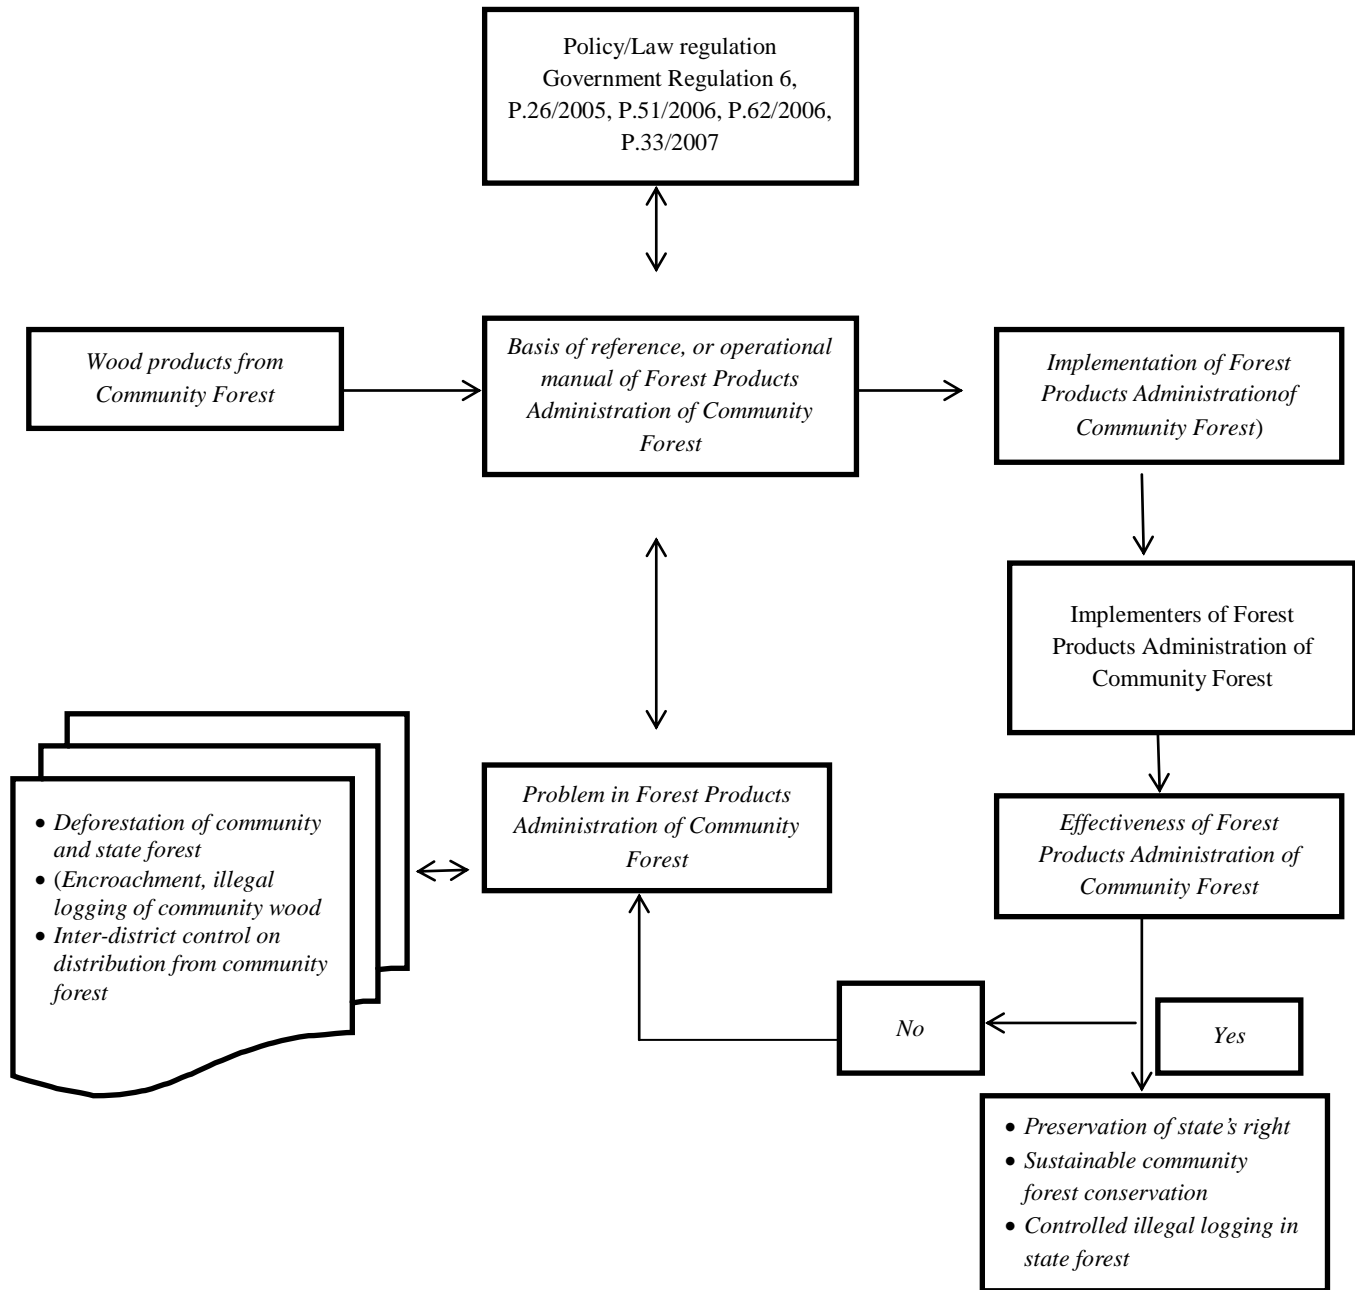 Policy/Law regulation
Government Regulation 6,
P.26/2005, P.51/2006, P.62/2006,
P.33/2007
Wood products from
Community Forest
Basis of reference, or operational
manual of Forest Products
Administration of Community
Forest
Implementation of Forest
Products Administrationof
Community Forest)
Implementers of Forest
Products Administration of
Community Forest
• Deforestation of community
and state forest
• (Encroachment, illegal
logging of community wood
• Inter-district control on
distribution from community
forest
Problem in Forest Products
Administration of Community
Forest
Effectiveness of Forest
Products Administration of
Community Forest
No
Yes
• Preservation of state’s right
• Sustainable community
forest conservation
• Controlled illegal logging in
state forest